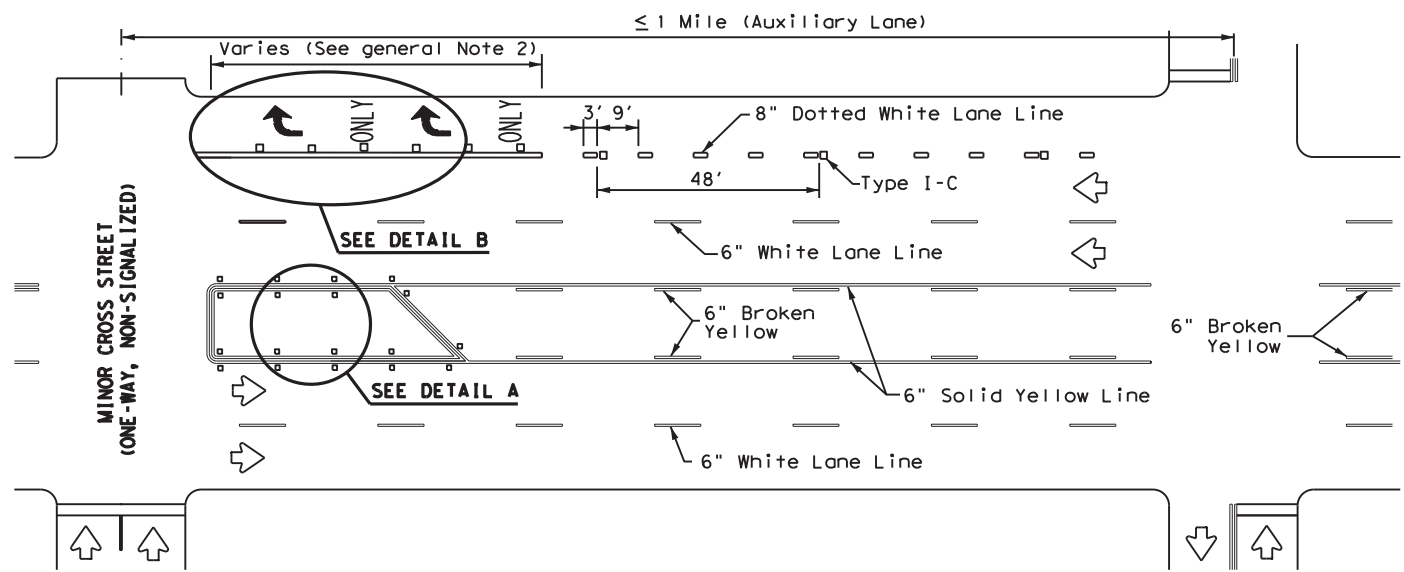 ≤ 1 Mile (Auxiliary Lane)
Varies (See general Note 2)
ONLY
ONLY
3' 9'
8" Dotted White Lane Line
48'
Type I-C
SEE DETAIL B
6" White Lane Line
MINOR CROSS STREET
(ONE-WAY, NON-SIGNALIZED)
6" Broken
Yellow
6" Broken
Yellow
SEE DETAIL A
6" Solid Yellow Line
6" White Lane Line